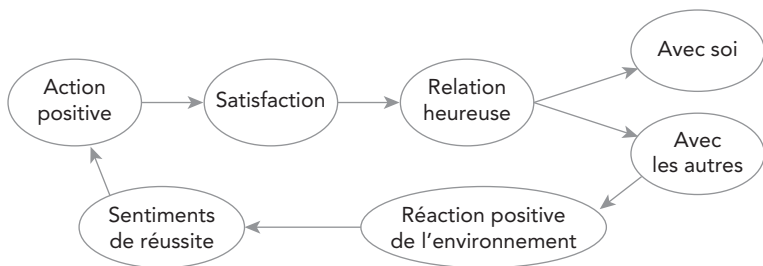 Action
positive
Satisfaction
Relation
heureuse
Avec soi
Avec
les autres
Réaction positive
de l'environnement
Sentiments
de réussite